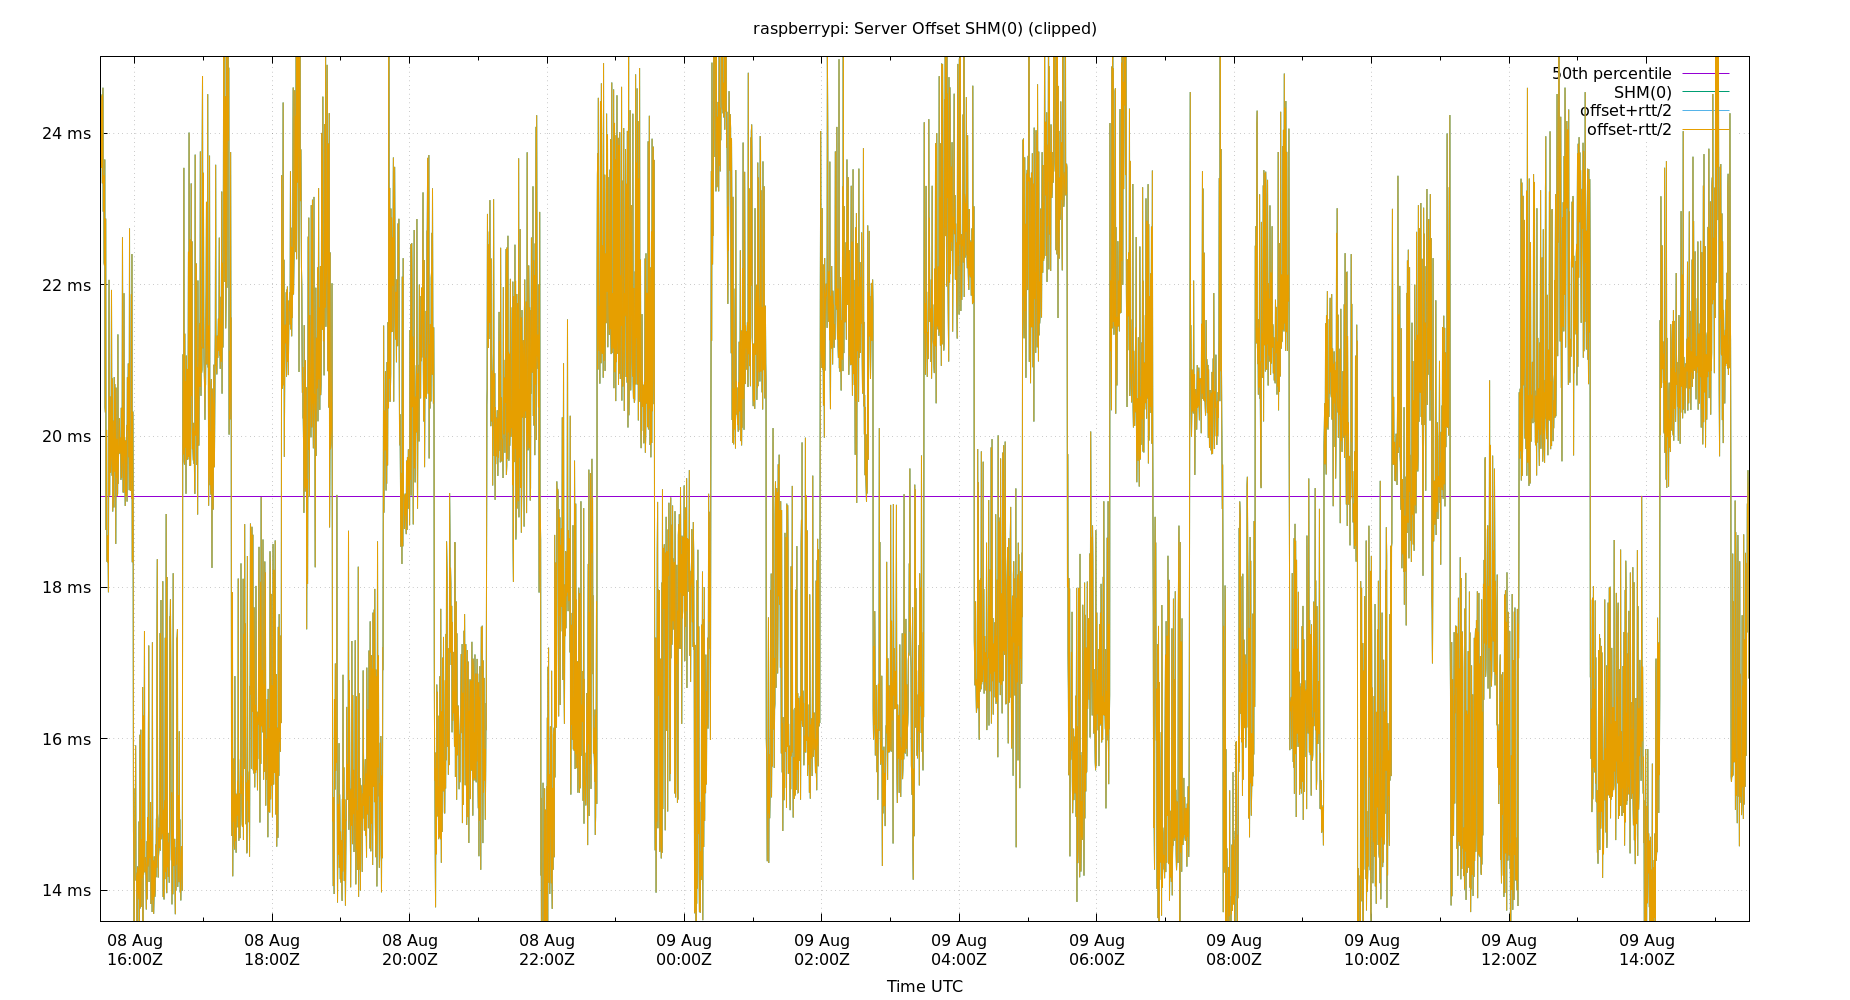 raspberrypi: Server Offset SHM(0) (clipped)
50th percentile
SHM(0)
offset+rtt/2
offset-rtt/2
24 ms
22 ms
20 ms
18 ms
16 ms
14 ms
08 Aug 08 Aug 08 Aug 08 Aug 09 Aug 09 Aug 09 Aug 09 Aug 09 Aug 09 Aug 09 Aug 09 Aug
16:00Z 18:00Z 20:00Z 22:00Z 00:00Z 02:00Z 04:00Z 06:00Z 08:00Z 10:00Z 12:00Z 14:00Z
Time UTC